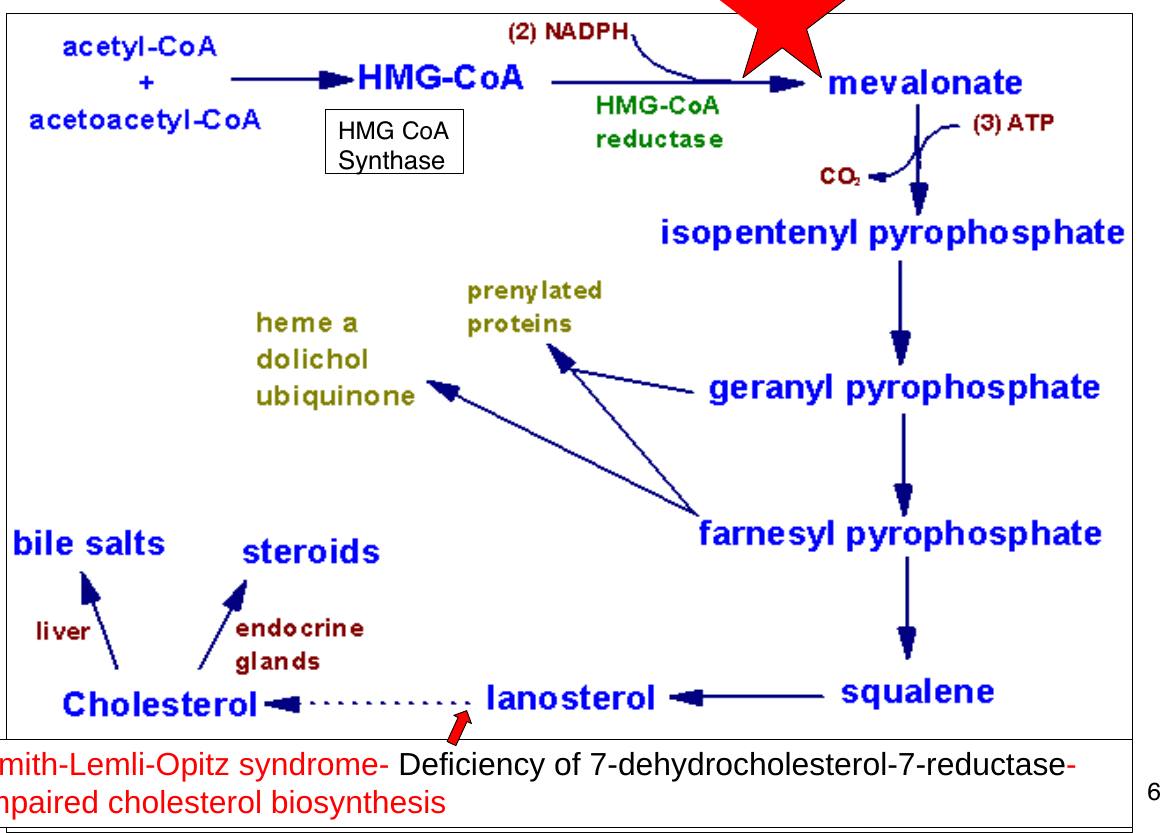 acetyl-CoA
+
acetoacetyl-CoA
HMG-CoA
(2) NADPH
HMG-CoA
reductase
mevalonate
HMG CoA
Synthase
(3) ATP
CO₂
isopentenyl pyrophosphate
prenylated
proteins
heme a
dolichol
ubiquinone
geranyl pyrophosphate
farnesyl pyrophosphate
bile salts
steroids
liver
endocrine
glands
Cholesterol
lanosterol
squalene
mith-Lemli-Opitz syndrome- Deficiency of 7-dehydrocholesterol-7-reductase-
mpaired cholesterol biosynthesis
6